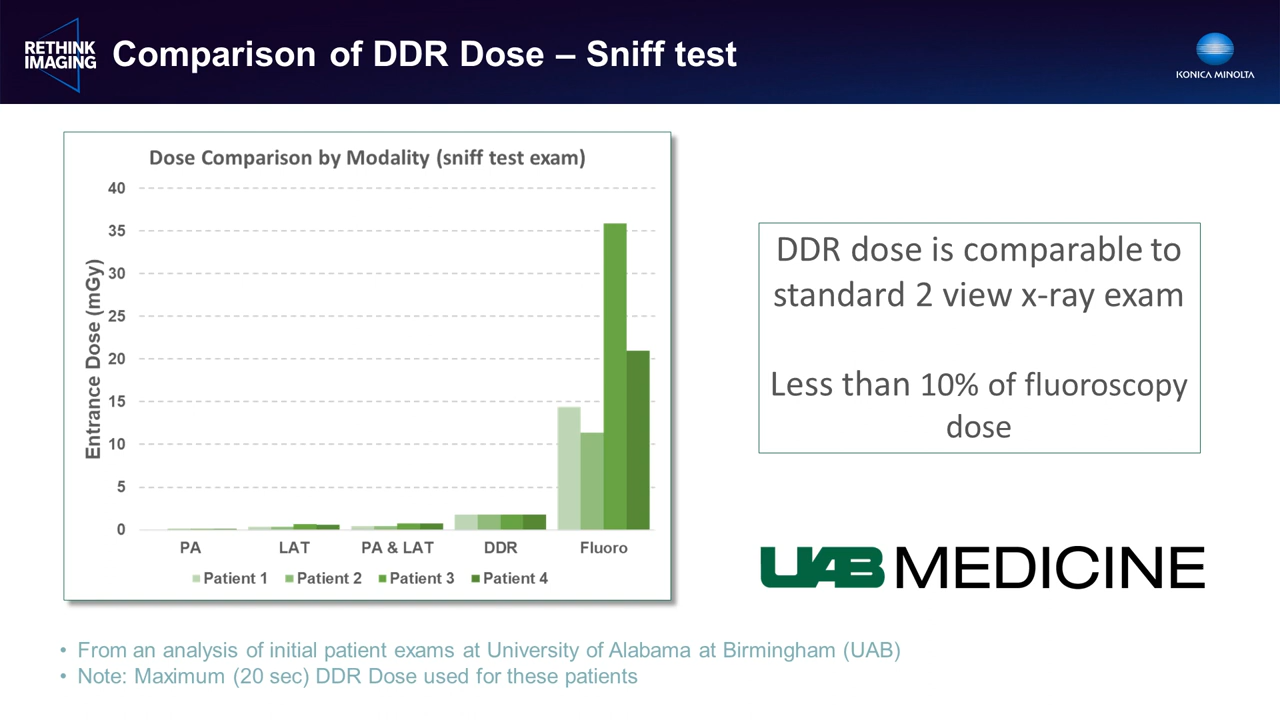 RETHINK
IMAGING
Comparison of DDR Dose – Sniff test
KONICA MINOLTA
Dose Comparison by Modality (sniff test exam)
Entrance Dose (mGy)
40
35
30
25
20
15
10
5
0
PA LAT PA & LAT DDR Fluoro
Patient 1 Patient 2 Patient 3 Patient 4
DDR dose is comparable to
standard 2 view x-ray exam
Less than 10% of fluoroscopy
dose
UAB MEDICINE
• From an analysis of initial patient exams at University of Alabama at Birmingham (UAB)
• Note: Maximum (20 sec) DDR Dose used for these patients